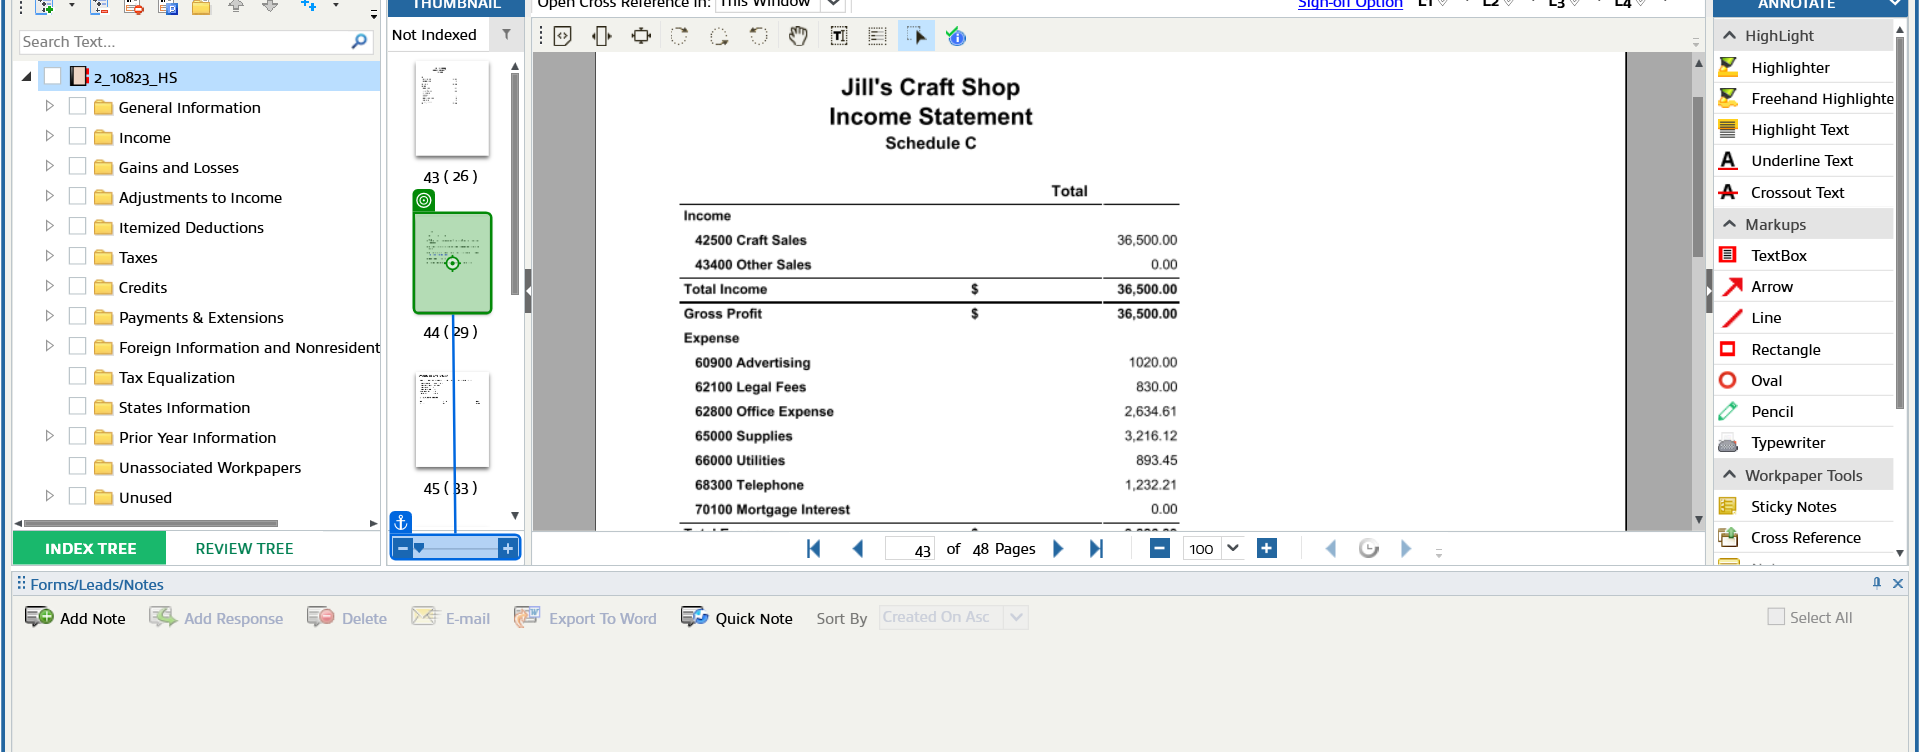 THUMBNAIL
Open Cross Reference in: This Window
Sign-off Option L1 L2 L3 L4
ANNOTATE
Search Text...
2_10823_HS
General Information
Income
Gains and Losses
Adjustments to Income
Itemized Deductions
Taxes
Credits
Payments & Extensions
Foreign Information and Nonresident
Tax Equalization
States Information
Prior Year Information
Unassociated Workpapers
Unused
INDEX TREE
REVIEW TREE
Not Indexed
43 ( 26 )
44 ( 29 )
45 ( 33 )
Jill's Craft Shop
Income Statement
Schedule C
Total
Income
42500 Craft Sales 36,500.00
43400 Other Sales 0.00
Total Income $ 36,500.00
Gross Profit $ 36,500.00
Expense
60900 Advertising 1020.00
62100 Legal Fees 830.00
62800 Office Expense 2,634.61
65000 Supplies 3,216.12
66000 Utilities 893.45
68300 Telephone 1,232.21
70100 Mortgage Interest 0.00
43 of 48 Pages
100
HighLight
Highlighter
Freehand Highlighte
Highlight Text
Underline Text
Crossout Text
Markups
TextBox
Arrow
Line
Rectangle
Oval
Pencil
Typewriter
Workpaper Tools
Sticky Notes
Cross Reference
Forms/Leads/Notes
Add Note
Add Response
Delete
E-mail
Export To Word
Quick Note
Sort By
Created On Asc
Select All